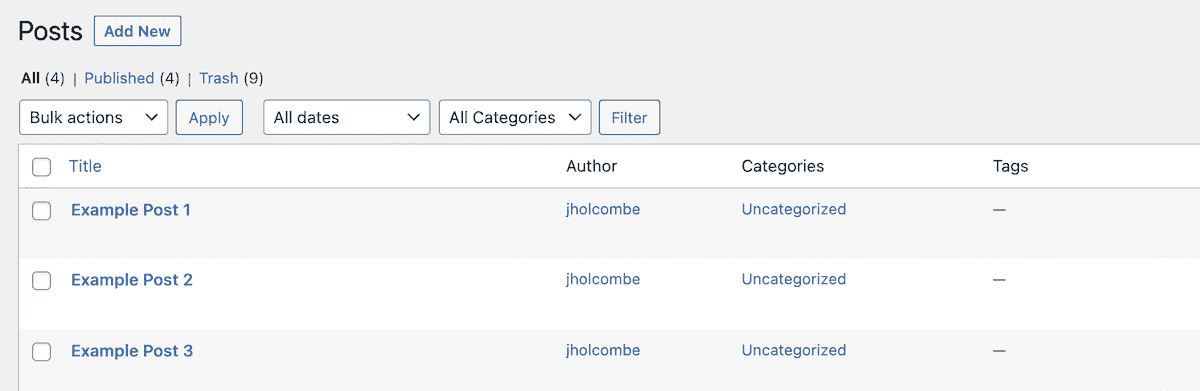 Posts Add New
All (4) | Published (4) | Trash (9)
Bulk actions Apply All dates All Categories Filter
Title Author Categories Tags
Example Post 1 jholcombe Uncategorized —
Example Post 2 jholcombe Uncategorized —
Example Post 3 jholcombe Uncategorized —